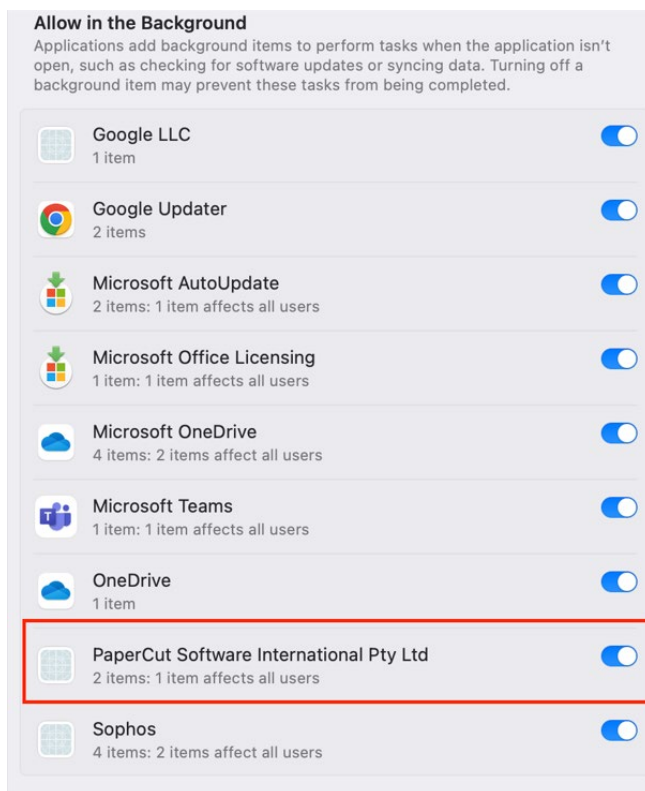 Allow in the Background
Applications add background items to perform tasks when the application isn't
open, such as checking for software updates or syncing data. Turning off a
background item may prevent these tasks from being completed.
Google LLC
1 item
Google Updater
2 items
Microsoft AutoUpdate
2 items: 1 item affects all users
Microsoft Office Licensing
1 item: 1 item affects all users
Microsoft OneDrive
4 items: 2 items affect all users
Microsoft Teams
1 item: 1 item affects all users
OneDrive
1 item
PaperCut Software International Pty Ltd
2 items: 1 item affects all users
Sophos
4 items: 2 items affect all users